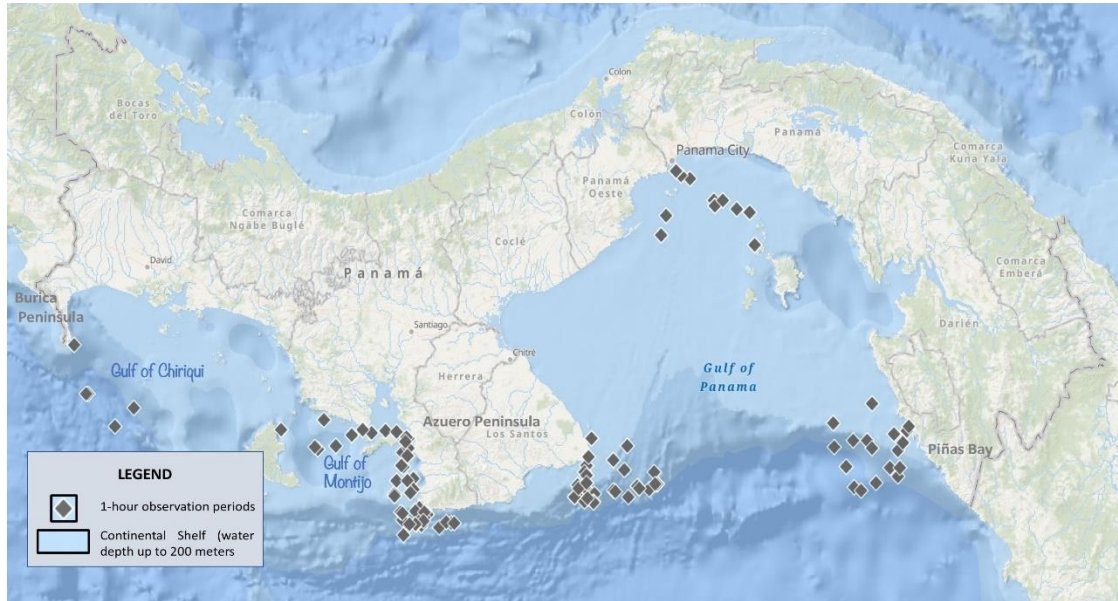 Bocas
del Toro
Colon
Colón
Panama City
Panamá
Comarca
Kuna Yala
Panamá
Oeste
Comarca
Ngäbe Buglé
Coclé
David
Panamá
Comarca
Emberá
Burica
Peninsula
Santiago
Darién
Chitré
Gulf of Chiriqui
Herrera
Gulf of
Panama
Azuero Peninsula
Los Santos
Piñas Bay
Gulf of
Montijo
LEGEND
1-hour observation periods
Continental Shelf (water
depth up to 200 meters